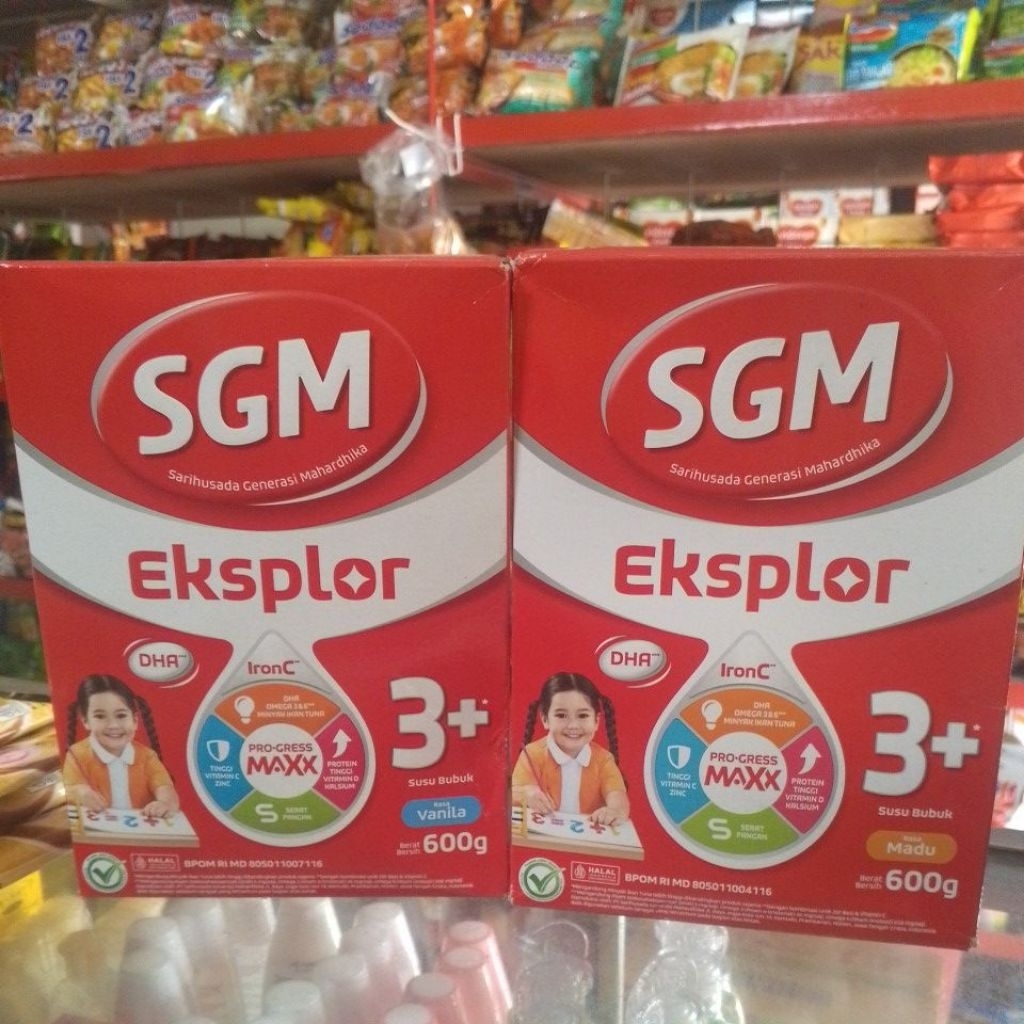 SGM
Sarihusada Generasi Mahardhika
Eksplor
DHA
IronC
DHA
OMEGA 3&6
MINYAK IKAN TUNA
TINGGI
VITAMIN C
ZINC
PRO-GRESS
MAXX
PROTEIN
TINGGI
VITAMIN D
KALSIUM
SERAT
PANGAN
3+
Susu Bubuk
Rasa
Vanila
Berat
Bersih 600g
HALAL
BPOM RI MD 805011007116
SGM
Sarihusada Generasi Mahardhika
Eksplor
DHA
IronC
DHA
OMEGA 3&6
MINYAK IKAN TUNA
TINGGI
VITAMIN C
ZINC
PRO-GRESS
MAXX
PROTEIN
TINGGI
VITAMIN D
KALSIUM
SERAT
PANGAN
3+
Susu Bubuk
Rasa
Madu
Berat
Bersih 600g
HALAL
BPOM RI MD 805011004116